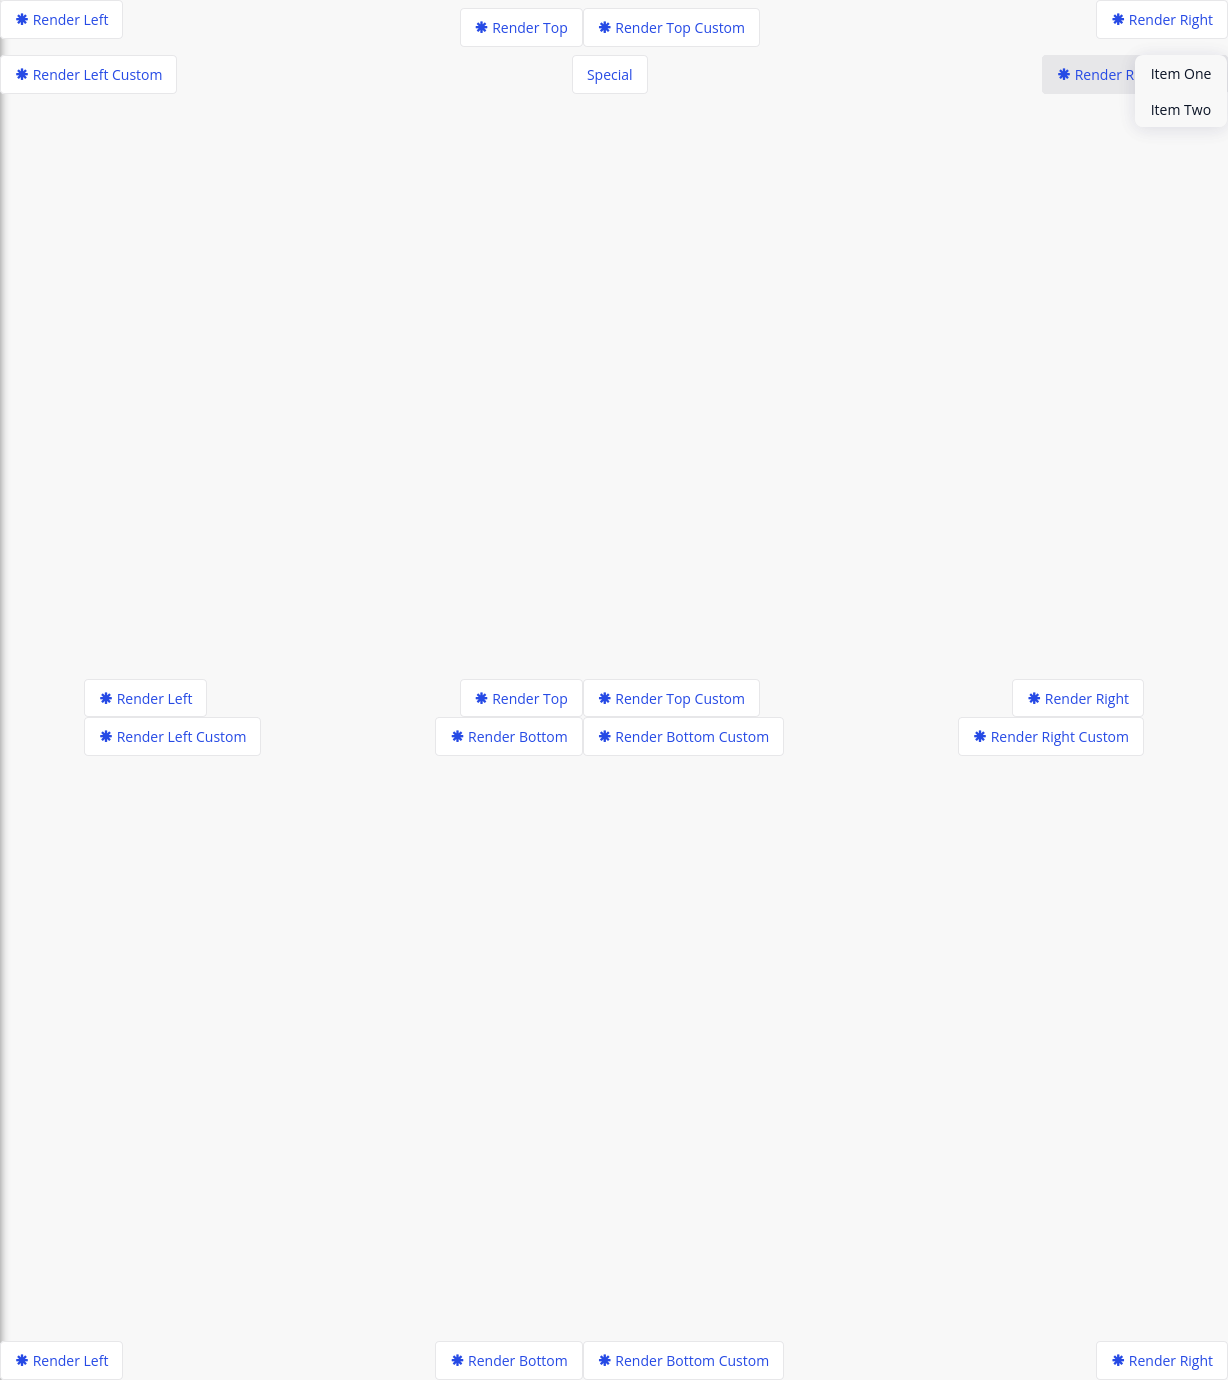 Render Left
Render Top Render Top Custom
Render Right
Render Left Custom
Special
Render R
Item One
Item Two
Render Left
Render Top Render Top Custom
Render Right
Render Left Custom
Render Bottom Render Bottom Custom
Render Right Custom
Render Left
Render Bottom Render Bottom Custom
Render Right